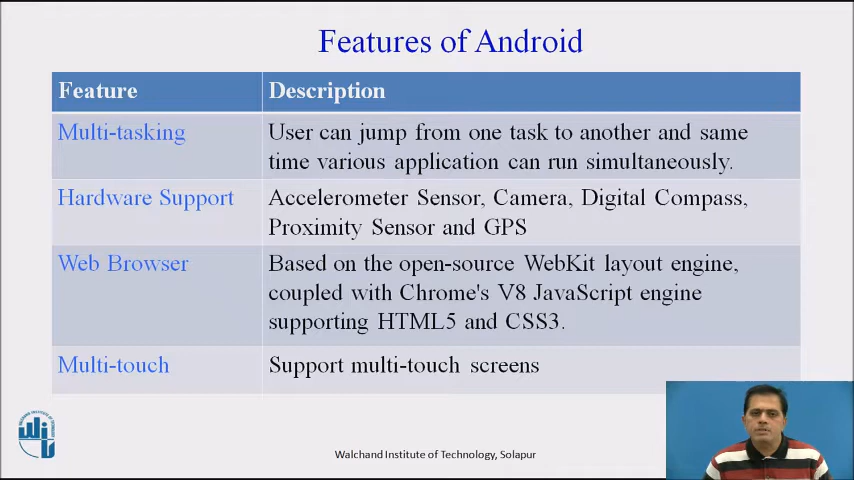 Features of Android
Feature Description
Multi-tasking User can jump from one task to another and same
time various application can run simultaneously.
Hardware Support Accelerometer Sensor, Camera, Digital Compass,
Proximity Sensor and GPS
Web Browser Based on the open-source WebKit layout engine,
coupled with Chrome's V8 JavaScript engine
supporting HTML5 and CSS3.
Multi-touch Support multi-touch screens
Walchand Institute of Technology, Solapur